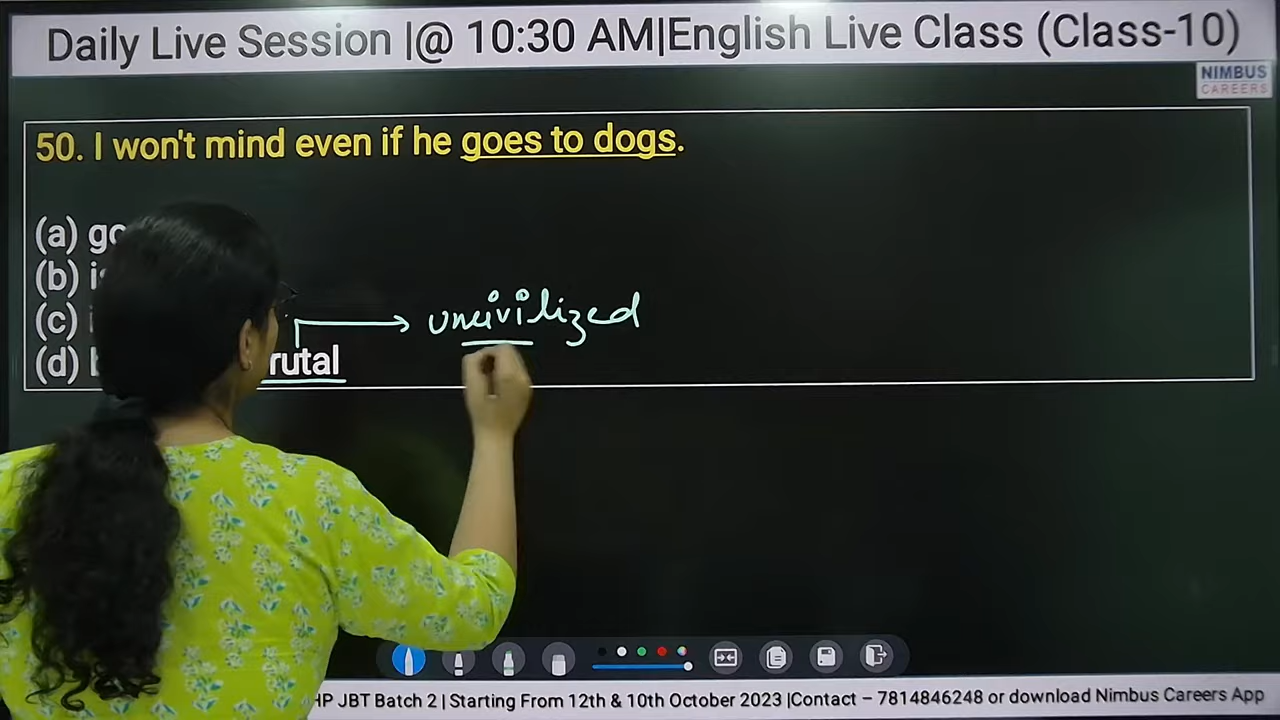 Daily Live Session |@ 10:30 AM|English Live Class (Class-10)
NIMBUS
CAREERS
50. I won't mind even if he goes to dogs.
(a)
(b)
(c)
(d) rutal
uncivilized
HP JBT Batch 2 | Starting From 12th & 10th October 2023 |Contact – 7814846248 or download Nimbus Careers App